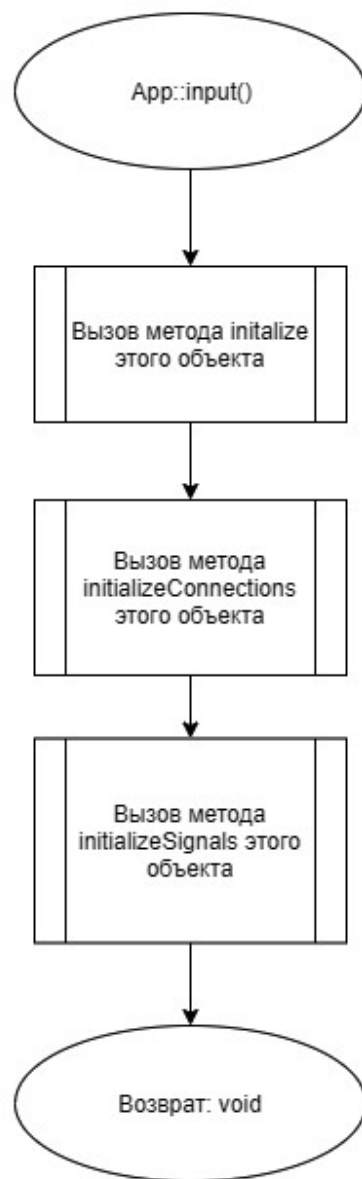 App::input()
Вызов метода initalize
этого объекта
Вызов метода
initializeConnections
этого объекта
Вызов метода
initializeSignals этого
объекта
Возврат: void